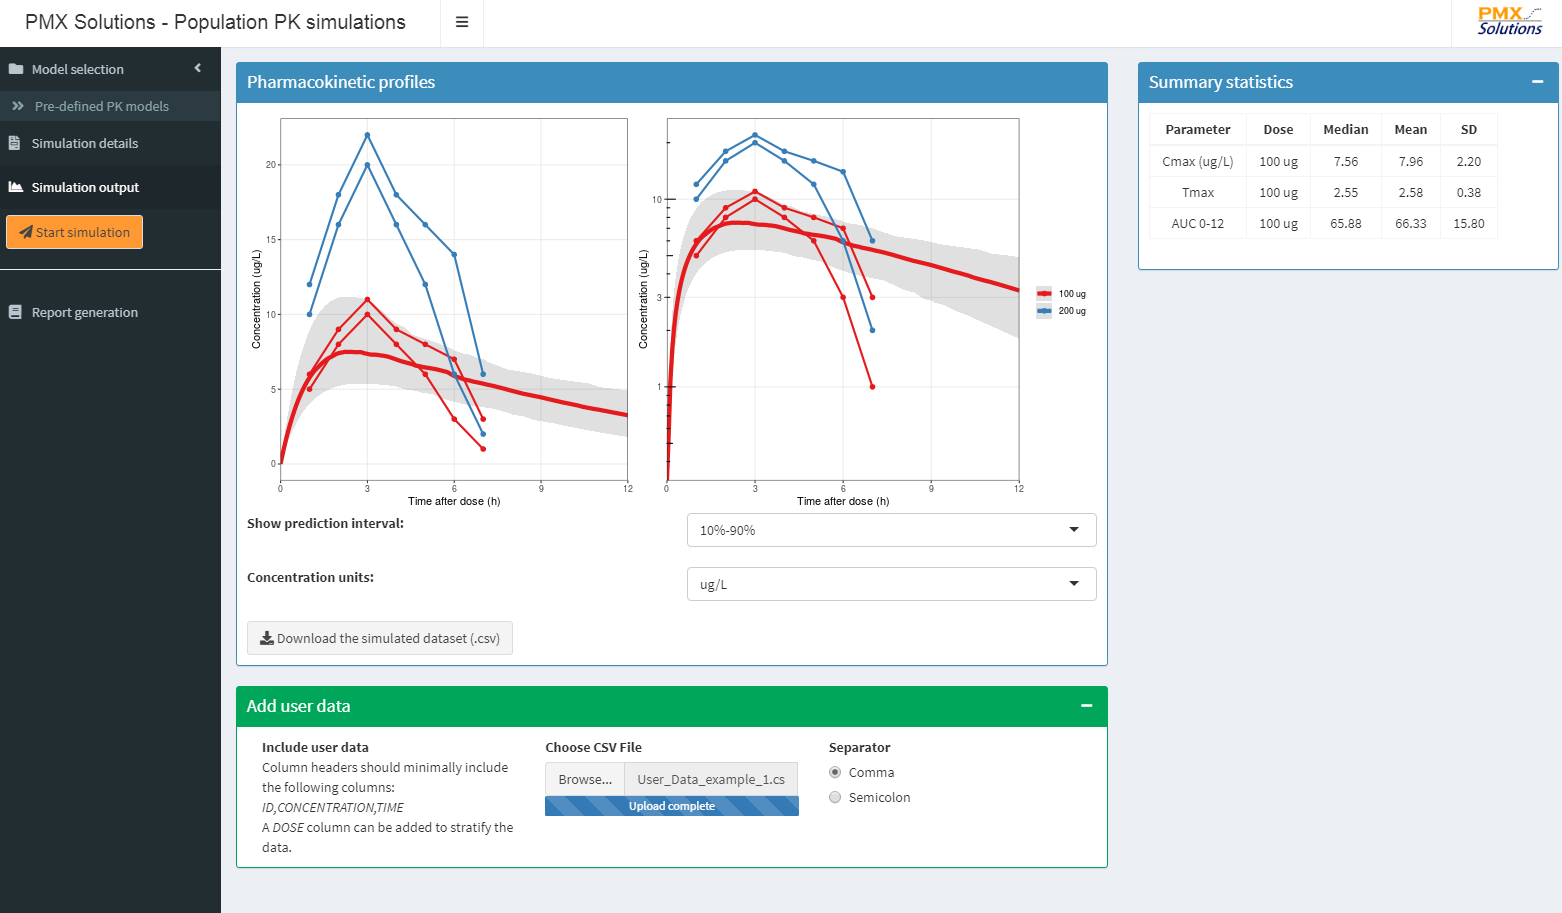 PMX Solutions - Population PK simulations
PMX
Solutions
Model selection
Pre-defined PK models
Simulation details
Simulation output
Start simulation
Report generation
Pharmacokinetic profiles
Concentration (ug/L)
20
15
10
5
0
0 3 6 9 12
Time after dose (h)
Concentration (ug/L)
10
3
1
0 3 6 9 12
Time after dose (h)
100 ug
200 ug
Show prediction interval:
10%-90%
Concentration units:
ug/L
Download the simulated dataset (.csv)
Summary statistics
Parameter Dose Median Mean SD
Cmax (ug/L) 100 ug 7.56 7.96 2.20
Tmax 100 ug 2.55 2.58 0.38
AUC 0-12 100 ug 65.88 66.33 15.80
Add user data
Include user data
Column headers should minimally include
the following columns:
ID,CONCENTRATION,TIME
A DOSE column can be added to stratify the
data.
Choose CSV File
Browse... User_Data_example_1.cs
Upload complete
Separator
Comma
Semicolon